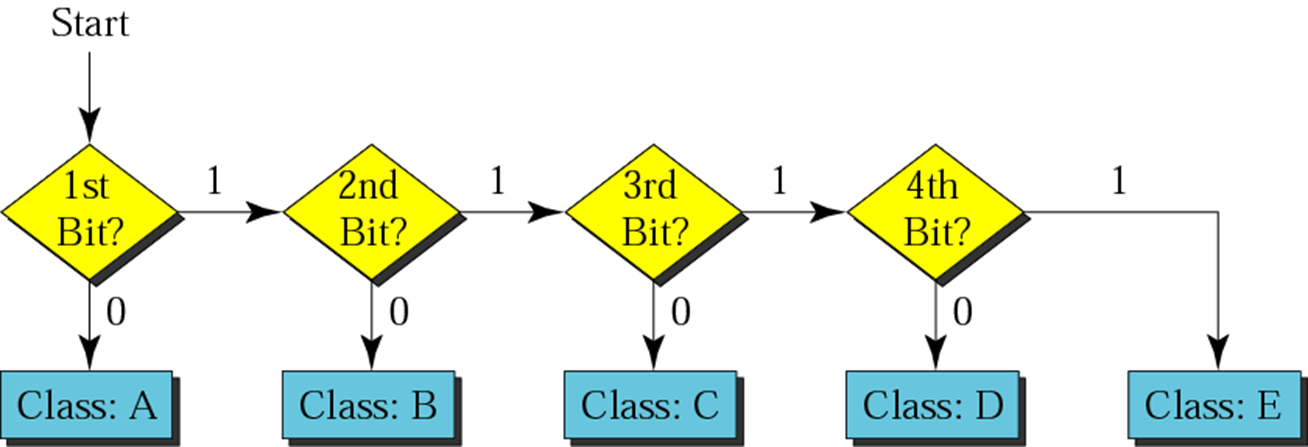 Start
1st
Bit?
1
2nd
Bit?
1
3rd
Bit?
1
4th
Bit?
1
0
0
0
0
Class: A
Class: B
Class: C
Class: D
Class: E